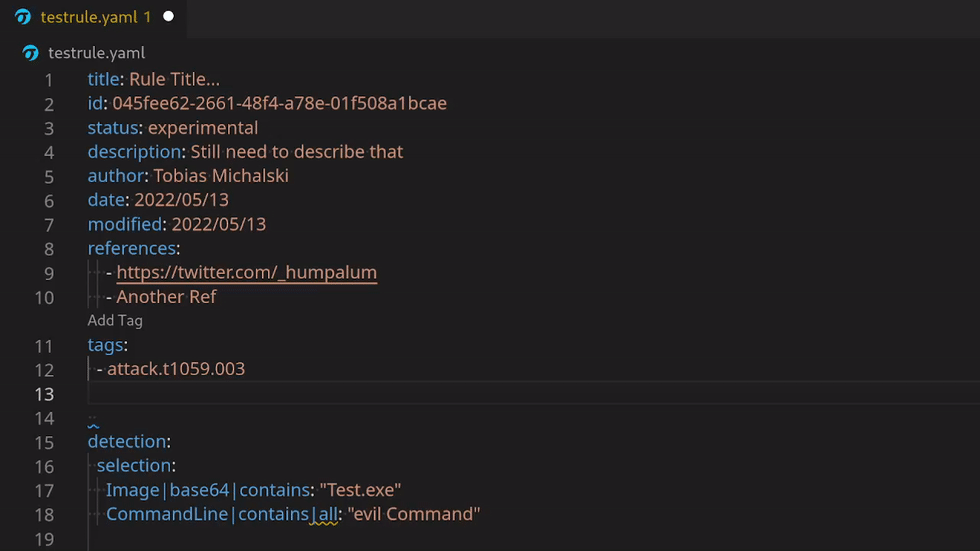 testrule.yaml 1
testrule.yaml
1 title: Rule Title...
2 id: 045fee62-2661-48f4-a78e-01f508a1bcae
3 status: experimental
4 description: Still need to describe that
5 author: Tobias Michalski
6 date: 2022/05/13
7 modified: 2022/05/13
8 references:
9 - https://twitter.com/_humpalum
10 - Another Ref
Add Tag
11 tags:
12 - attack.t1059.003
13
14
15 detection:
16 selection:
17 Image|base64|contains: "Test.exe"
18 CommandLine|contains|all: "evil Command"
19